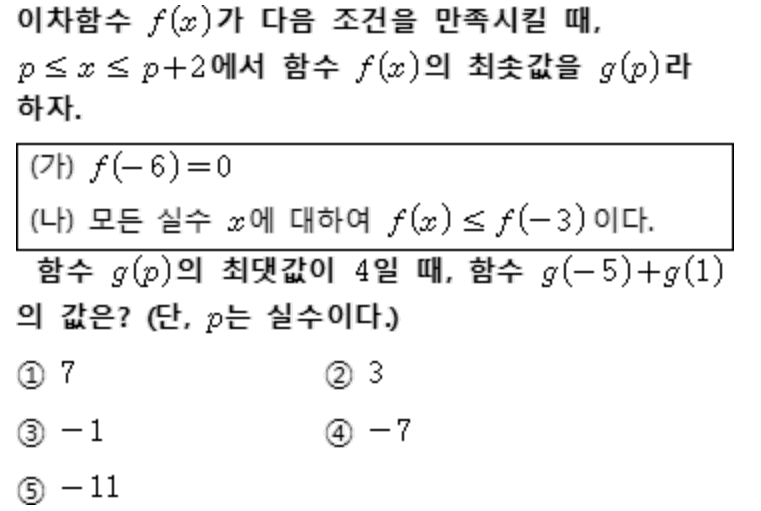 이차함수 f(x)가 다음 조건을 만족시킬 때,
p≤x≤p+2에서 함수 f(x)의 최솟값을 g(p)라
하자.
(가) f(-6)=0
(나) 모든 실수 x에 대하여 f(x)≤f(-3)이다.
함수 g(p)의 최댓값이 4일 때, 함수 g(-5)+g(1)
의 값은? (단, p는 실수이다.)
① 7 ② 3
③ -1 ④ -7
⑤ -11